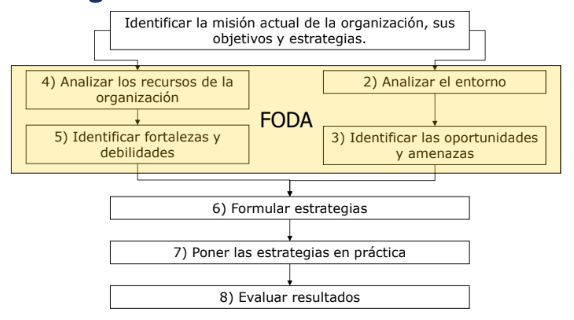 Identificar la misión actual de la organización, sus
objetivos y estrategias.
4) Analizar los recursos de la
organización
2) Analizar el entorno
FODA
5) Identificar fortalezas y
debilidades
3) Identificar las oportunidades
y amenazas
6) Formular estrategias
7) Poner las estrategias en práctica
8) Evaluar resultados